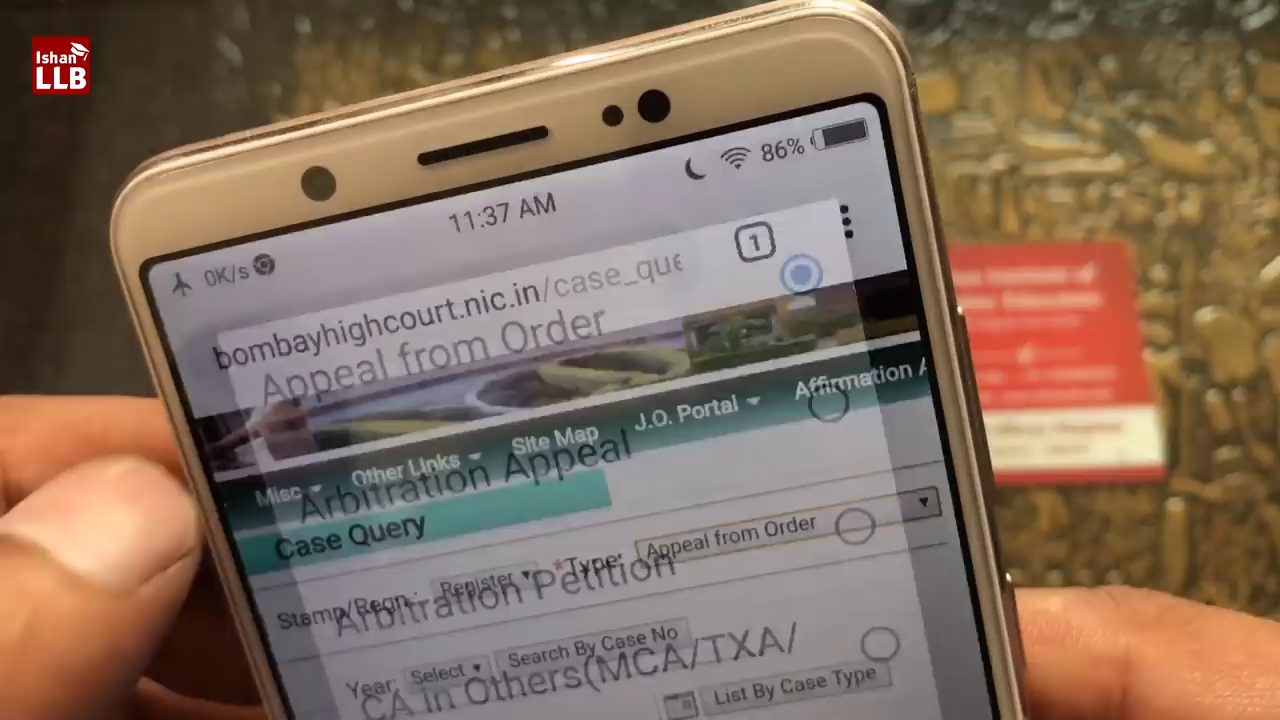 Ishan
LLB
86%
11:37 AM
0K/s
1
bombayhighcourt.nic.in/case_que
Appeal from Order
Misc
Other Links
Site Map
J.O. Portal
Affirmation A
Arbitration Appeal
Case Query
Stamp/Regn:
Register
*Type:
Appeal from Order
Arbitration Petition
Year:
Select
Search By Case No
CA in Others(MCA/TXA/
List By Case Type